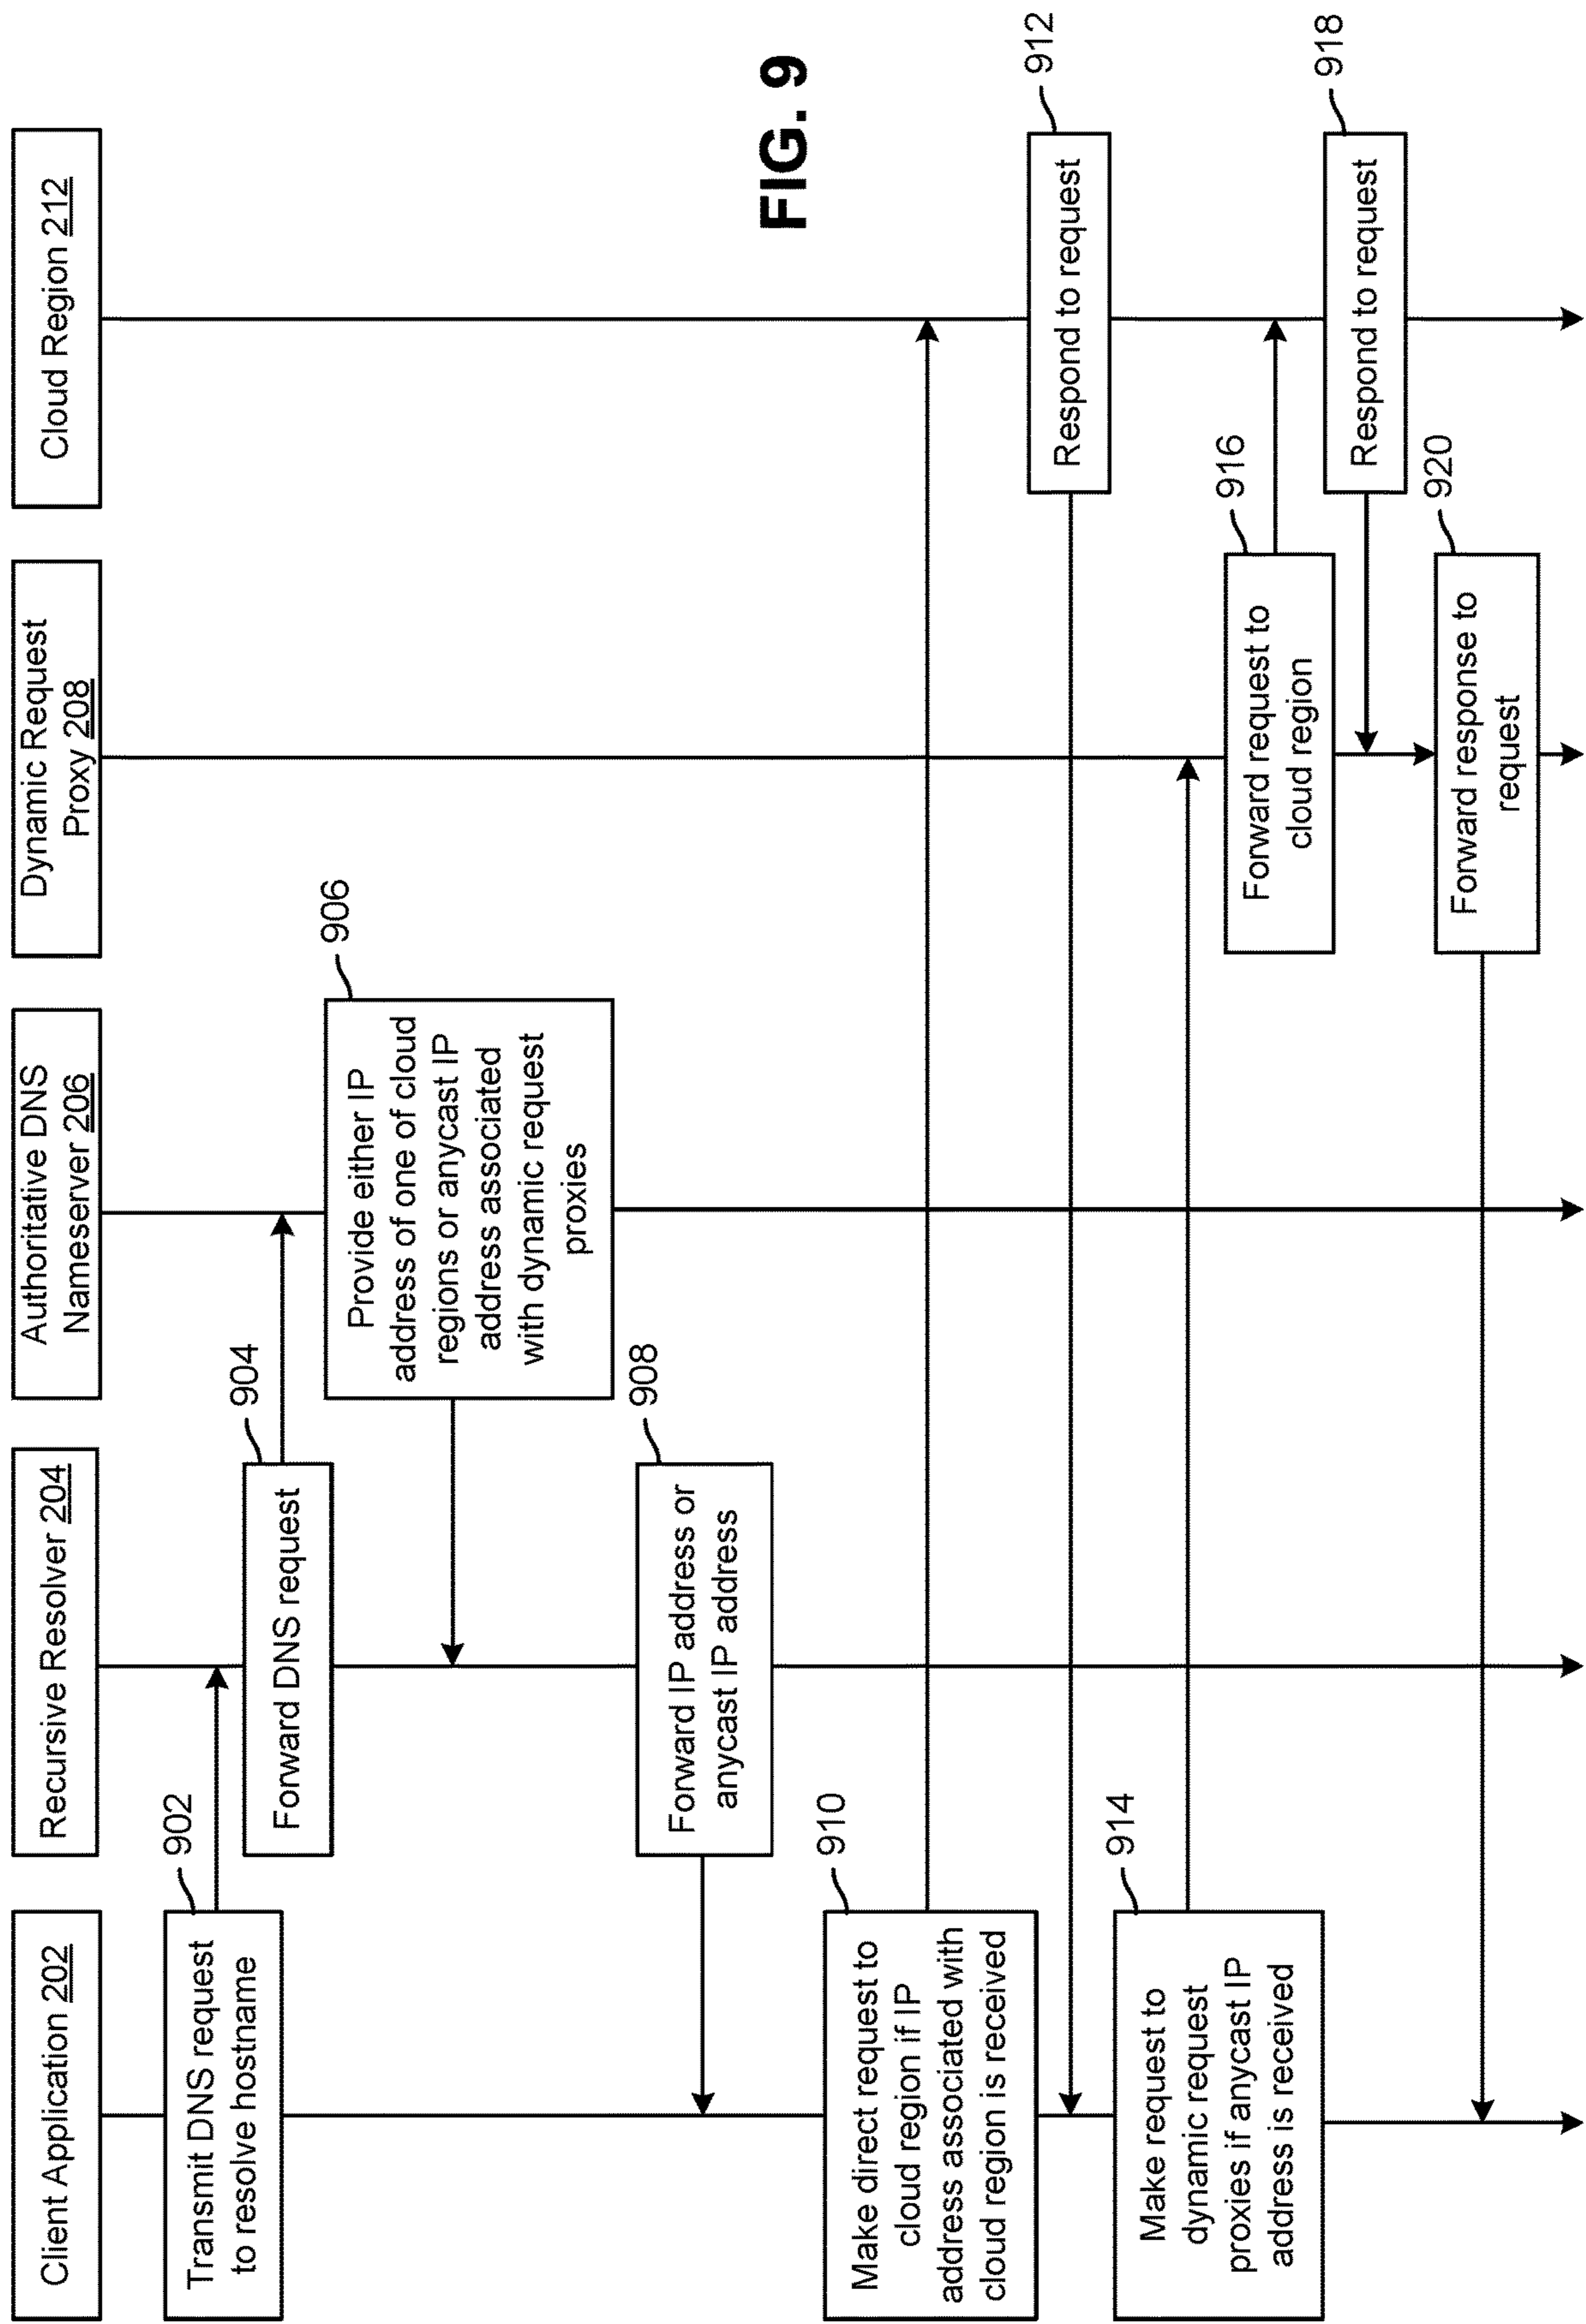 Client Application 202
Recursive Resolver 204
Authoritative DNS
Nameserver 206
Dynamic Request
Proxy 208
Cloud Region 212
902
Transmit DNS request
to resolve hostname
904
Forward DNS request
906
Provide either IP
address of one of cloud
regions or anycast IP
address associated
with dynamic request
proxies
908
Forward IP address or
anycast IP address
910
Make direct request to
cloud region if IP
address associated with
cloud region is received
912
Respond to request
914
Make request to
dynamic request
proxies if anycast IP
address is received
916
Forward request to
cloud region
918
Respond to request
920
Forward response to
request
FIG. 9